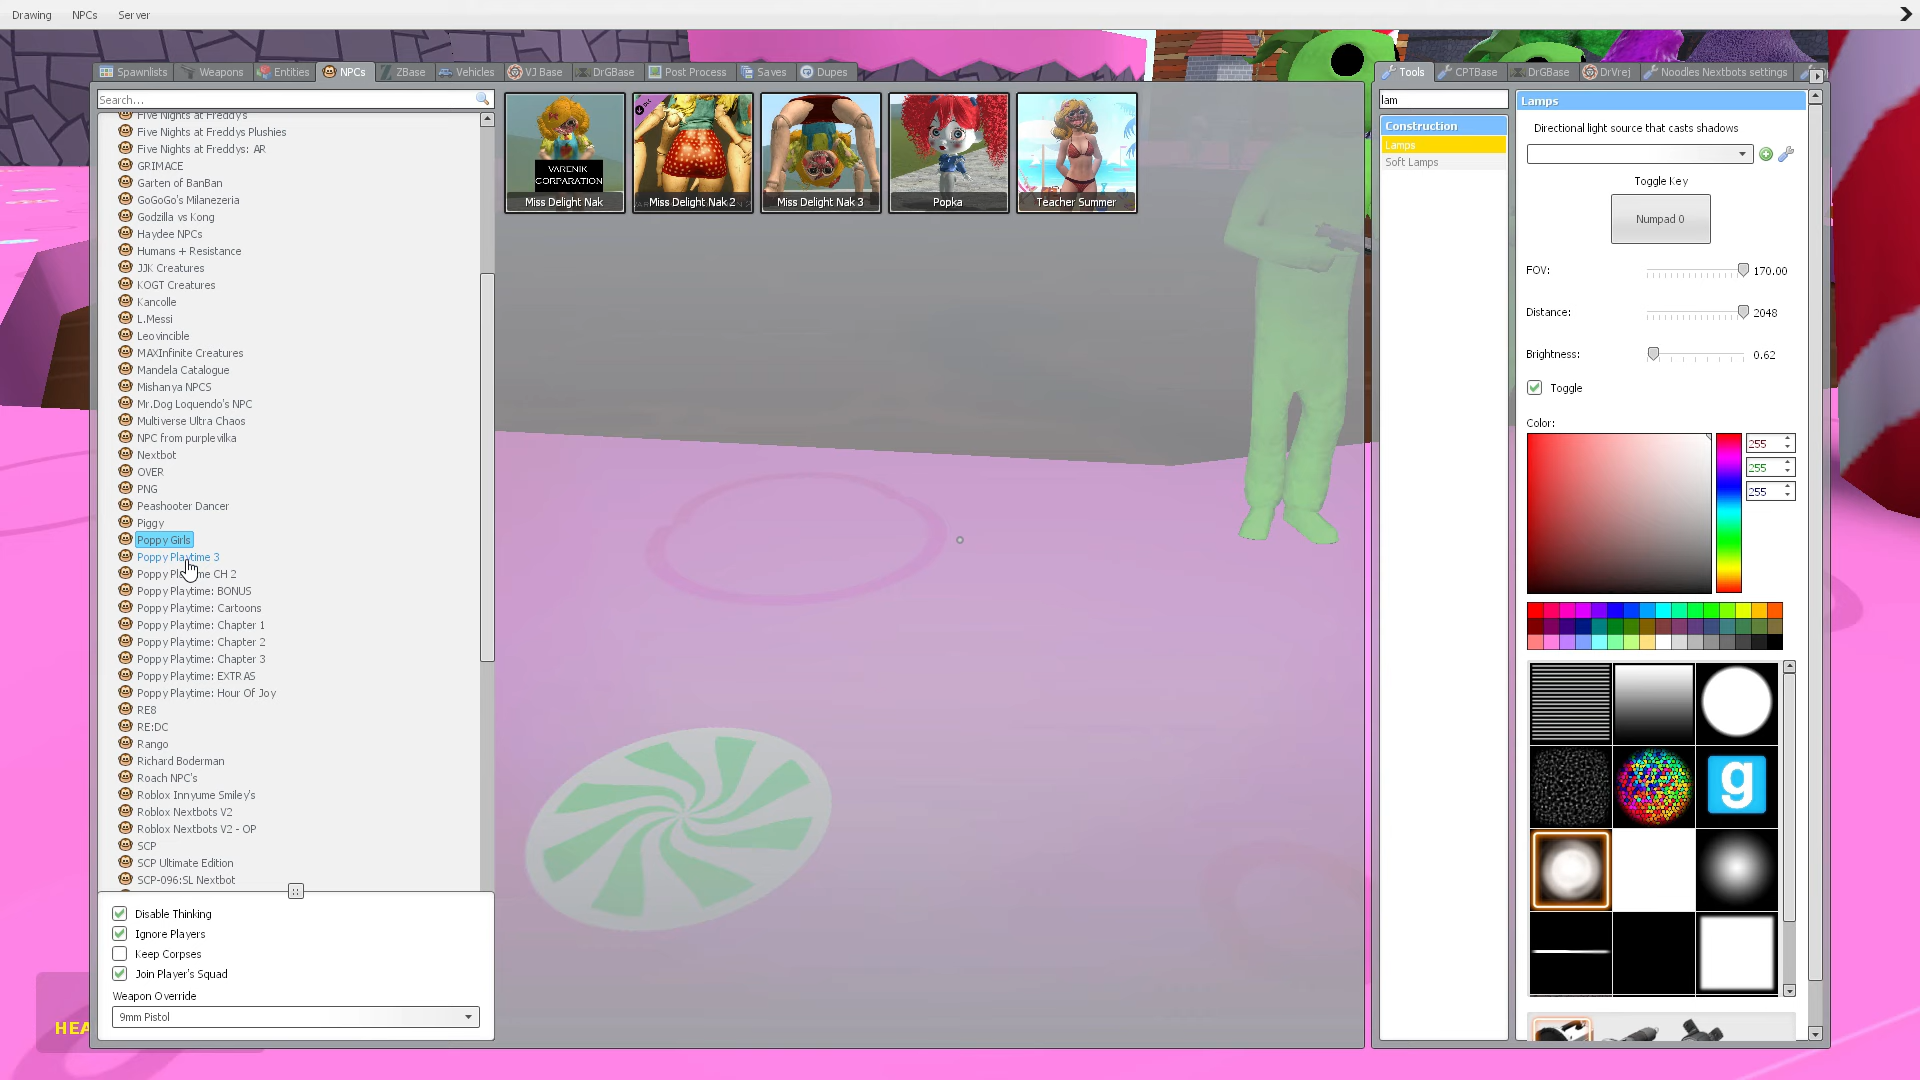 Drawing NPCs Server
Spawnlists Weapons Entities NPCs ZBase Vehicles VJ Base DrGBase Post Process Saves Dupes
Search...
Five Nights at Freddy's
Five Nights at Freddys Plushies
Five Nights at Freddys: AR
GRIMACE
Garten of BanBan
GoGoGo's Milanezeria
Godzilla vs Kong
Haydee NPCs
Humans + Resistance
JJK Creatures
KOGT Creatures
Kancolle
L.Messi
Leovincible
MAXInfinite Creatures
Mandela Catalogue
Mishanya NPCS
Mr.Dog Loquendo's NPC
Multiverse Ultra Chaos
NPC from purplevilka
Nextbot
OVER
PNG
Peashooter Dancer
Piggy
Poppy Girls
Poppy Playtime 3
Poppy CH 2
Poppy Playtime: BONUS
Poppy Playtime: Cartoons
Poppy Playtime: Chapter 1
Poppy Playtime: Chapter 2
Poppy Playtime: Chapter 3
Poppy Playtime: EXTRAS
Poppy Playtime: Hour Of Joy
RE8
RE:DC
Rango
Richard Boderman
Roach NPC's
Roblox Innyume Smiley's
Roblox Nextbots V2
Roblox Nextbots V2 - OP
SCP
SCP Ultimate Edition
SCP-096:SL Nextbot
Disable Thinking
Ignore Players
Keep Corpses
Join Player's Squad
Weapon Override
9mm Pistol
VARENIK
CORPARATION
Miss Delight Nak
Miss Delight Nak 2
Miss Delight Nak 3
Popka
Teacher Summer
Tools CPTBase DrGBase DrVrej Noodles Nextbots settings
lam
Construction
Lamps
Soft Lamps
Lamps
Directional light source that casts shadows
Toggle Key
Numpad 0
FOV: 170.00
Distance: 2048
Brightness: 0.62
Toggle
Color:
255
255
255
g